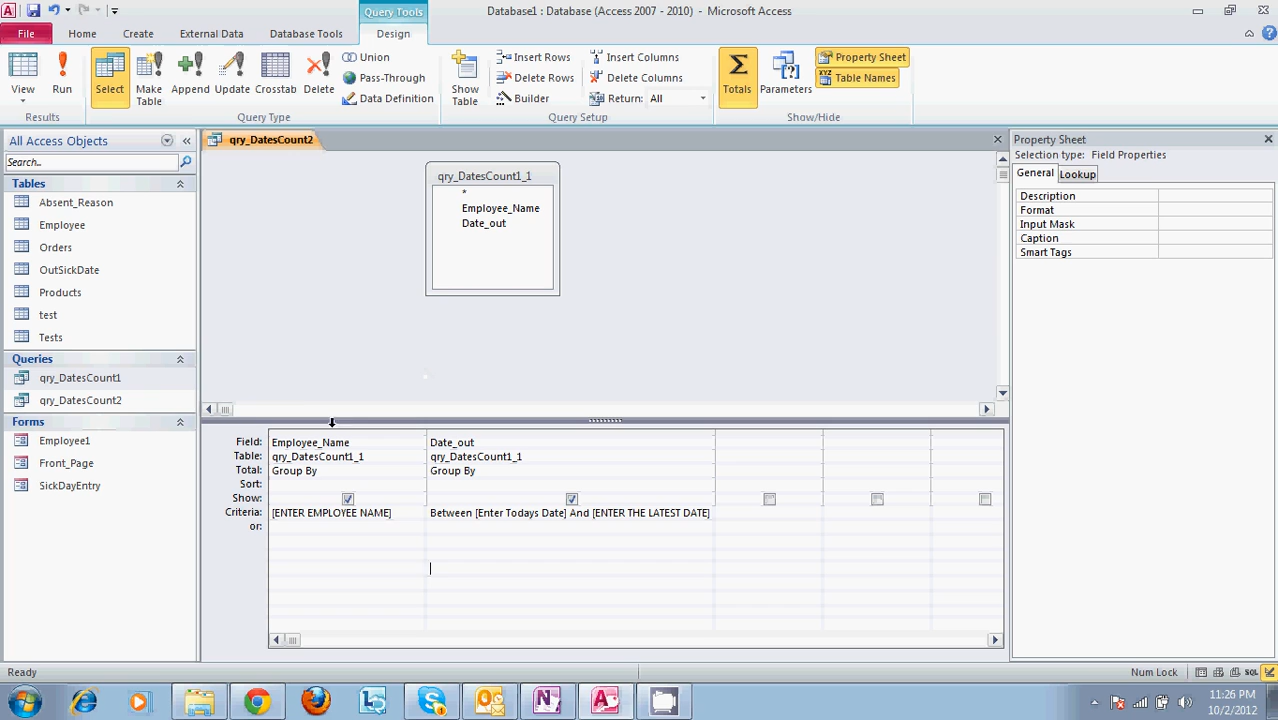 Database1 : Database (Access 2007 - 2010) - Microsoft Access
Query Tools
File Home Create External Data Database Tools Design
View
Run
Select
Make
Table
Append
Update
Crosstab
Delete
Union
Pass-Through
Data Definition
Show
Table
Insert Rows
Delete Rows
Builder
Insert Columns
Delete Columns
Return: All
Totals
Parameters
Property Sheet
XYZ Table Names
Results Query Type Query Setup Show/Hide
All Access Objects
Search...
Tables
Absent_Reason
Employee
Orders
OutSickDate
Products
test
Tests
Queries
qry_DatesCount1
qry_DatesCount2
Forms
Employee1
Front_Page
SickDayEntry
qry_DatesCount2
qry_DatesCount1_1
*
Employee_Name
Date_out
Field: Employee_Name Date_out
Table: qry_DatesCount1_1 qry_DatesCount1_1
Total: Group By Group By
Sort:
Show:
Criteria: [ENTER EMPLOYEE NAME] Between [Enter Todays Date] And [ENTER THE LATEST DATE]
or:
Property Sheet
Selection type: Field Properties
General Lookup
Description
Format
Input Mask
Caption
Smart Tags
Ready Num Lock SQL
11:26 PM
10/2/2012